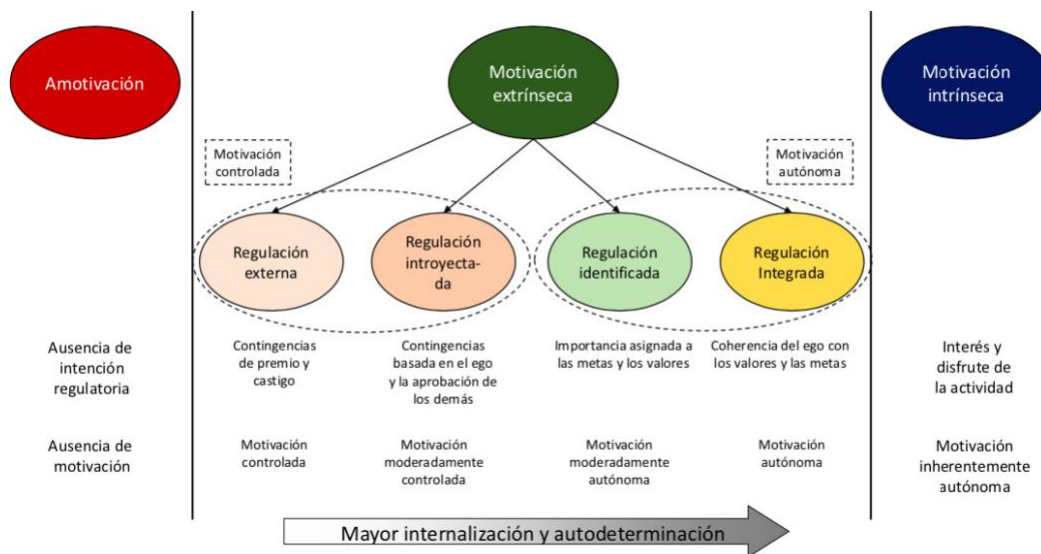 Amotivación
Motivación
extrínseca
Motivación
intrínseca
Motivación
controlada
Motivación
autónoma
Regulación
externa
Regulación
introyecta-
da
Regulación
identificada
Regulación
Integrada
Ausencia de
intención
regulatoria
Contingencias
de premio y
castigo
Contingencias
basada en el ego
y la aprobación de
los demás
Importancia asignada a
las metas y los valores
Coherencia del ego con
los valores y las metas
Interés y
disfrute de
la actividad
Ausencia de
motivación
Motivación
controlada
Motivación
moderadamente
controlada
Motivación
moderadamente
autónoma
Motivación
autónoma
Motivación
inherentemente
autónoma
Mayor internalización y autodeterminación